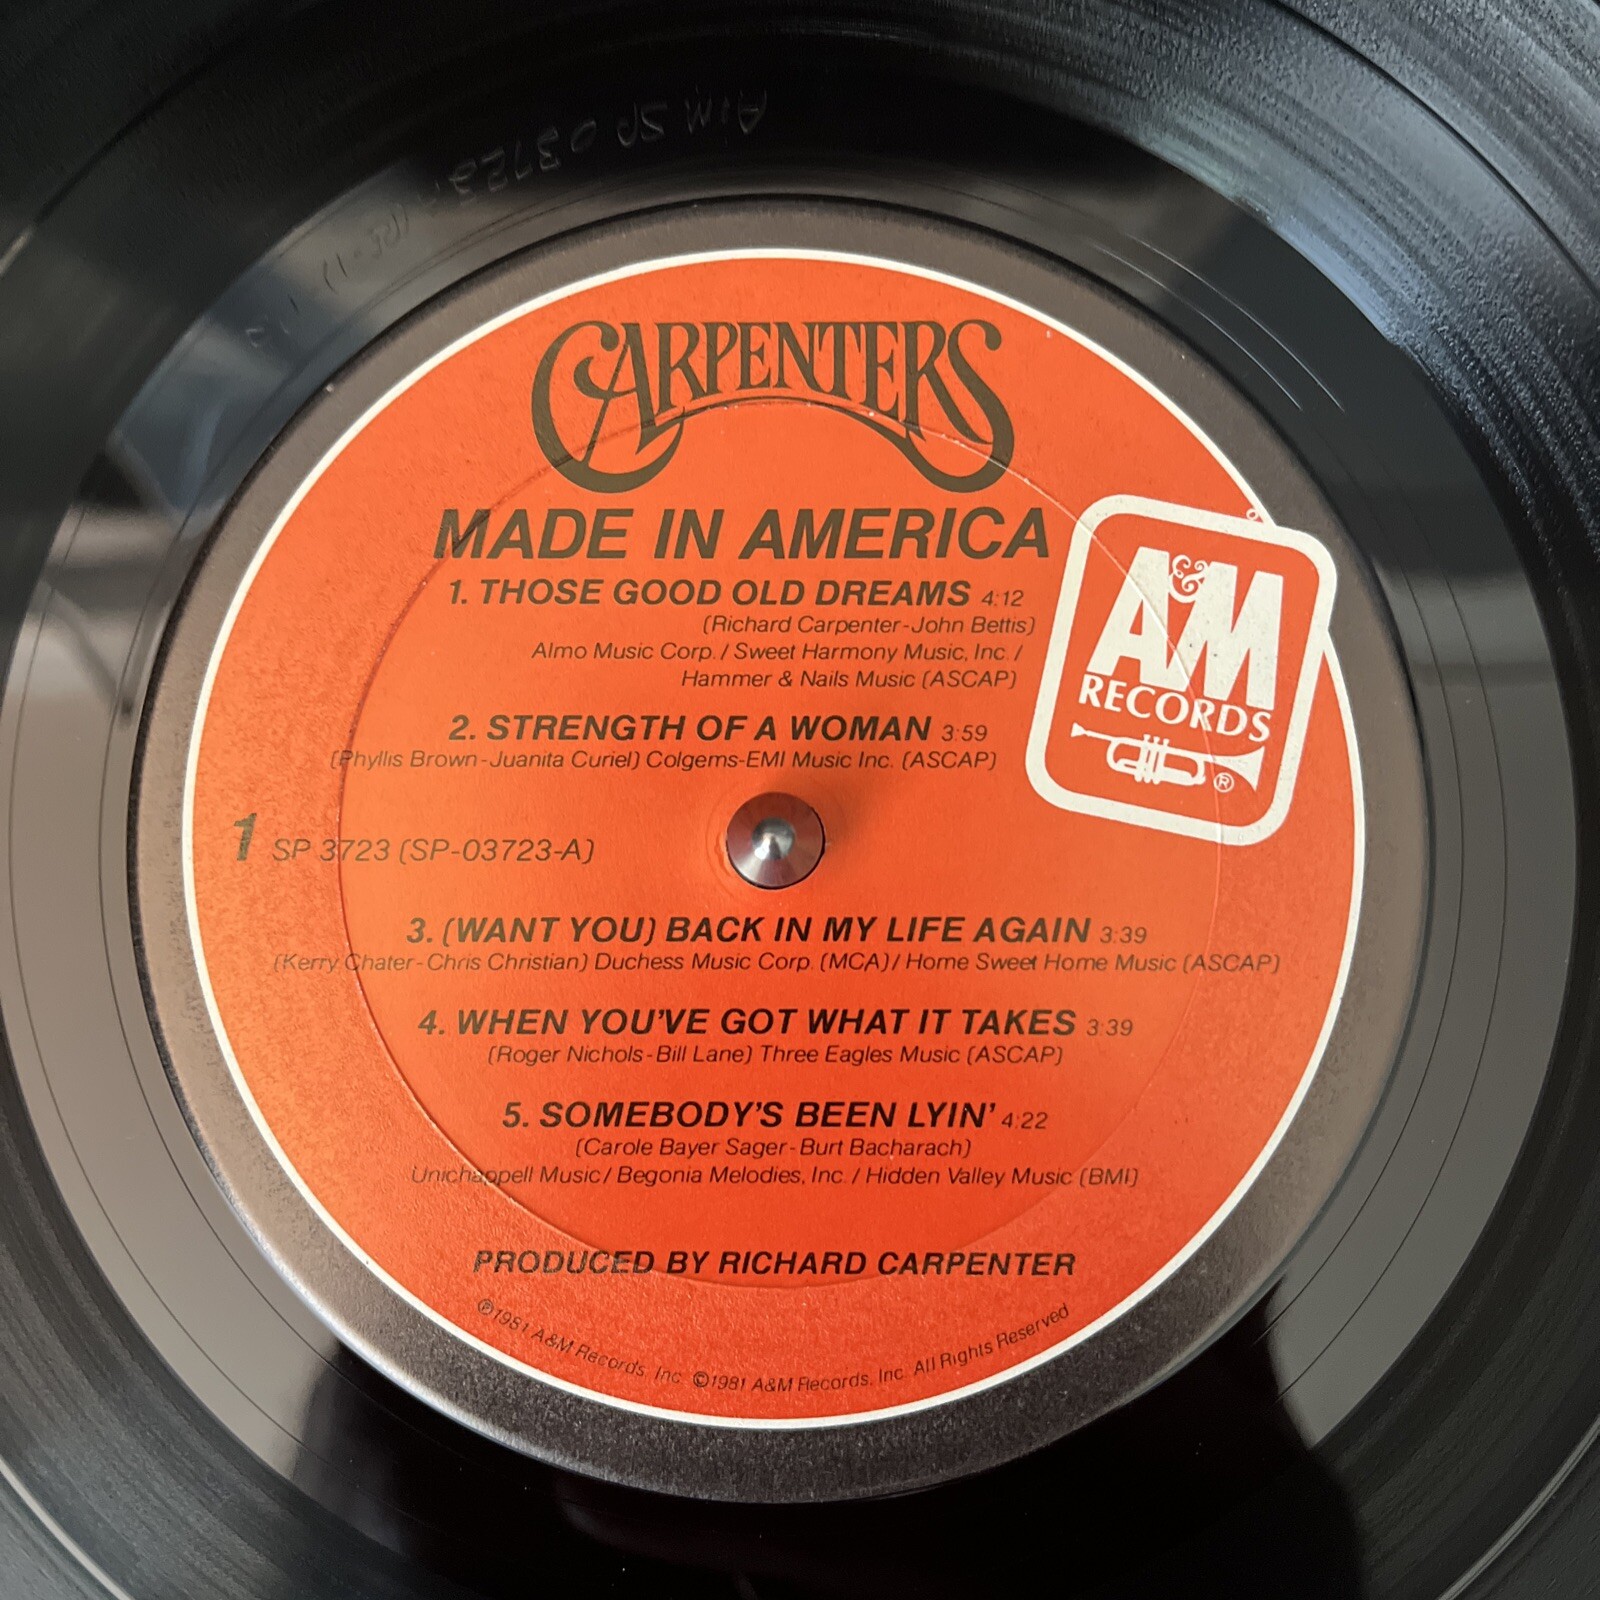 CARPENTERS
MADE IN AMERICA
1. THOSE GOOD OLD DREAMS 4:12
(Richard Carpenter-John Bettis)
Almo Music Corp. / Sweet Harmony Music, Inc. /
Hammer & Nails Music (ASCAP)
2. STRENGTH OF A WOMAN 3:59
(Phyllis Brown-Juanita Curiel) Colgems-EMI Music Inc. (ASCAP)
A&M
RECORDS
®
1 SP 3723 (SP-03723-A)
3. (WANT YOU) BACK IN MY LIFE AGAIN 3:39
(Kerry Chater-Chris Christian) Duchess Music Corp. (MCA)/ Home Sweet Home Music (ASCAP)
4. WHEN YOU'VE GOT WHAT IT TAKES 3:39
(Roger Nichols-Bill Lane) Three Eagles Music (ASCAP)
5. SOMEBODY'S BEEN LYIN' 4:22
(Carole Bayer Sager-Burt Bacharach)
Unichappell Music/ Begonia Melodies, Inc. / Hidden Valley Music (BMI)
PRODUCED BY RICHARD CARPENTER
℗1981 A&M Records, Inc. ©1981 A&M Records, Inc. All Rights Reserved